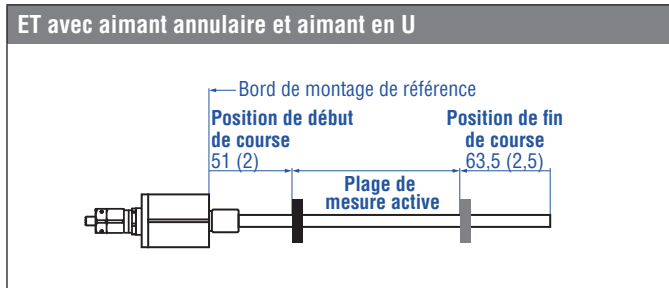 ET avec aimant annulaire et aimant en U
Bord de montage de référence
Position de début
de course
51 (2)
Position de fin
de course
63,5 (2,5)
Plage de
mesure active